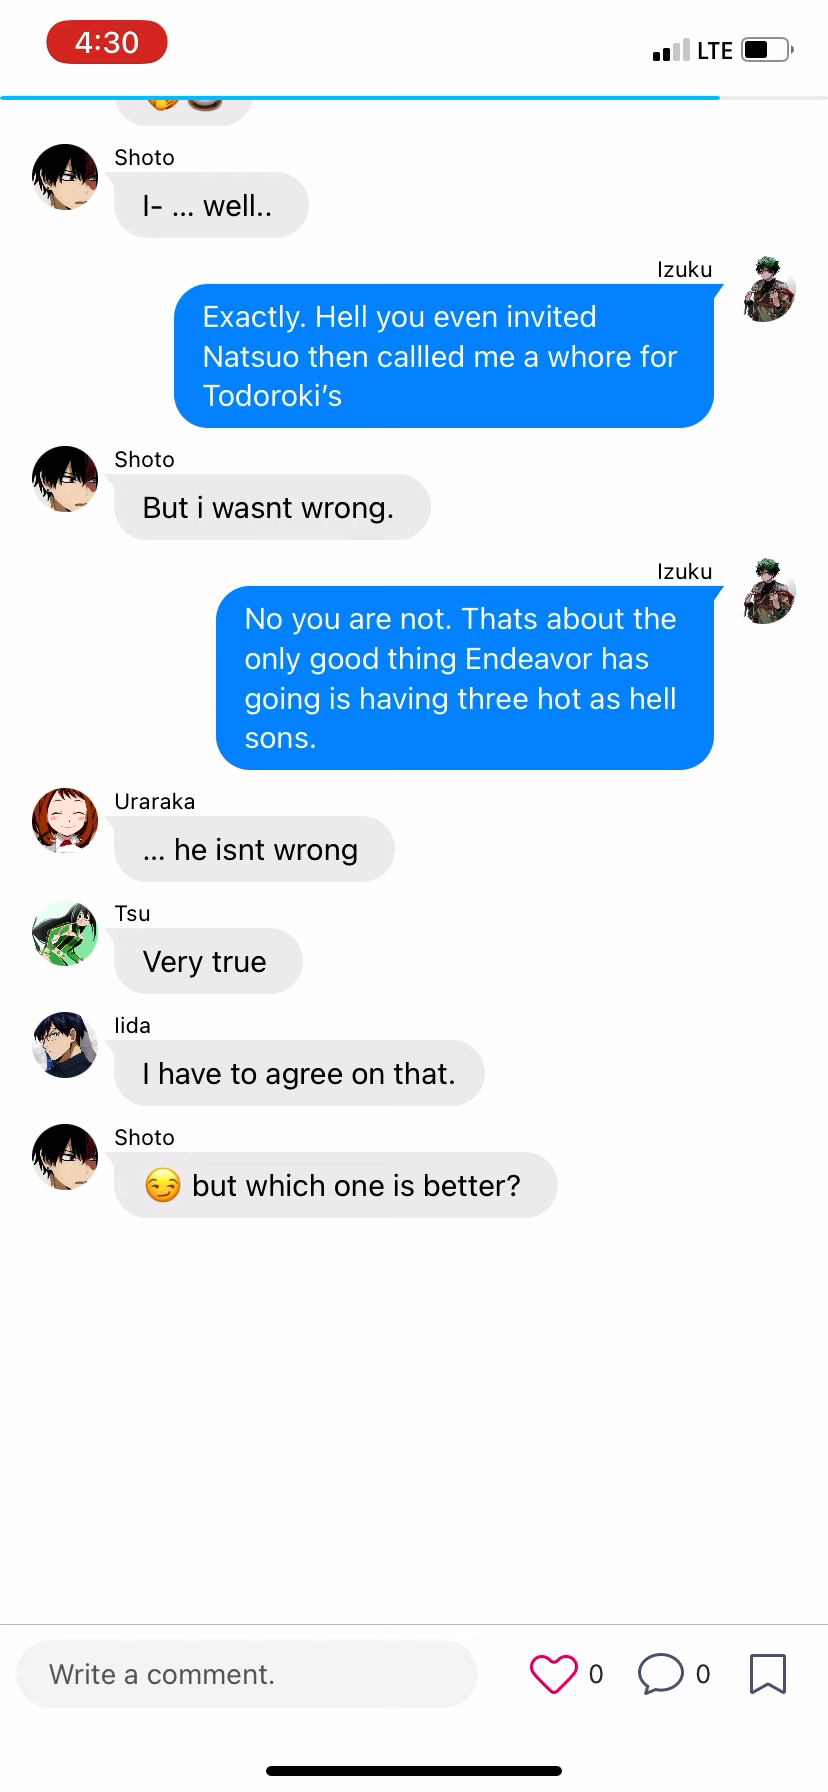 4:30
LTE
Shoto
I- ... well..
Izuku
Exactly. Hell you even invited
Natsuo then callled me a whore for
Todoroki’s
Shoto
But i wasnt wrong.
Izuku
No you are not. Thats about the
only good thing Endeavor has
going is having three hot as hell
sons.
Uraraka
... he isnt wrong
Tsu
Very true
Iida
I have to agree on that.
Shoto
😏 but which one is better?
Write a comment.
0
0